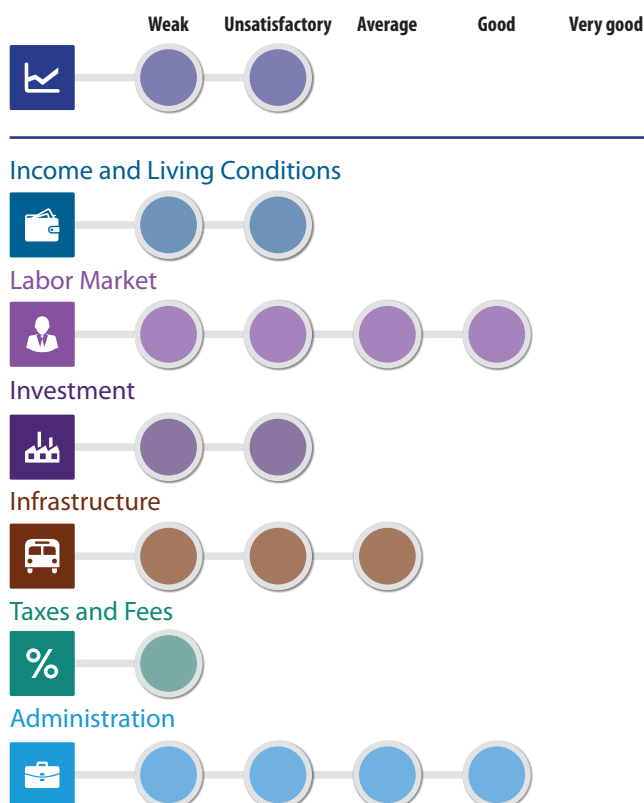 Weak Unsatisfactory Average Good Very good
Income and Living Conditions
Labor Market
Investment
Infrastructure
Taxes and Fees
%
Administration